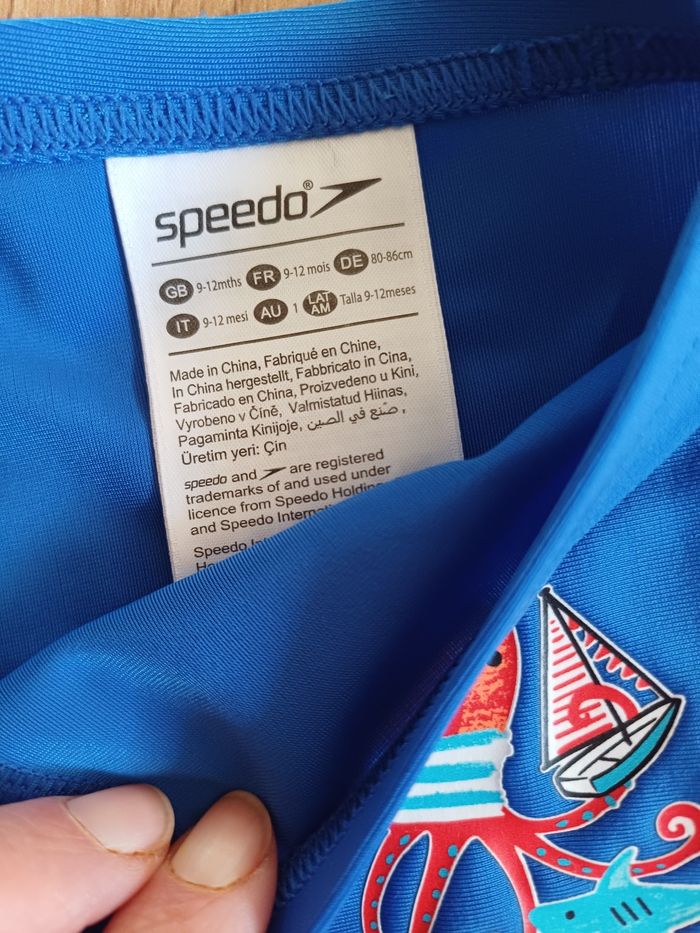 speedo®
GB 9-12mths FR 9-12 mois DE 80-86cm
IT 9-12 mesi AU 1 LAT AM Talla 9-12meses
Made in China, Fabriqué en Chine,
In China hergestellt, Fabbricato in Cina,
Fabricado en China, Proizvedeno u Kini,
Vyrobeno v Číně, Valmistatud Hiinas,
Pagaminta Kinijoje, صنع في الصين,
Üretim yeri: Çin
speedo and are registered
trademarks of and used under
licence from Speedo
and Speedo
Speedo